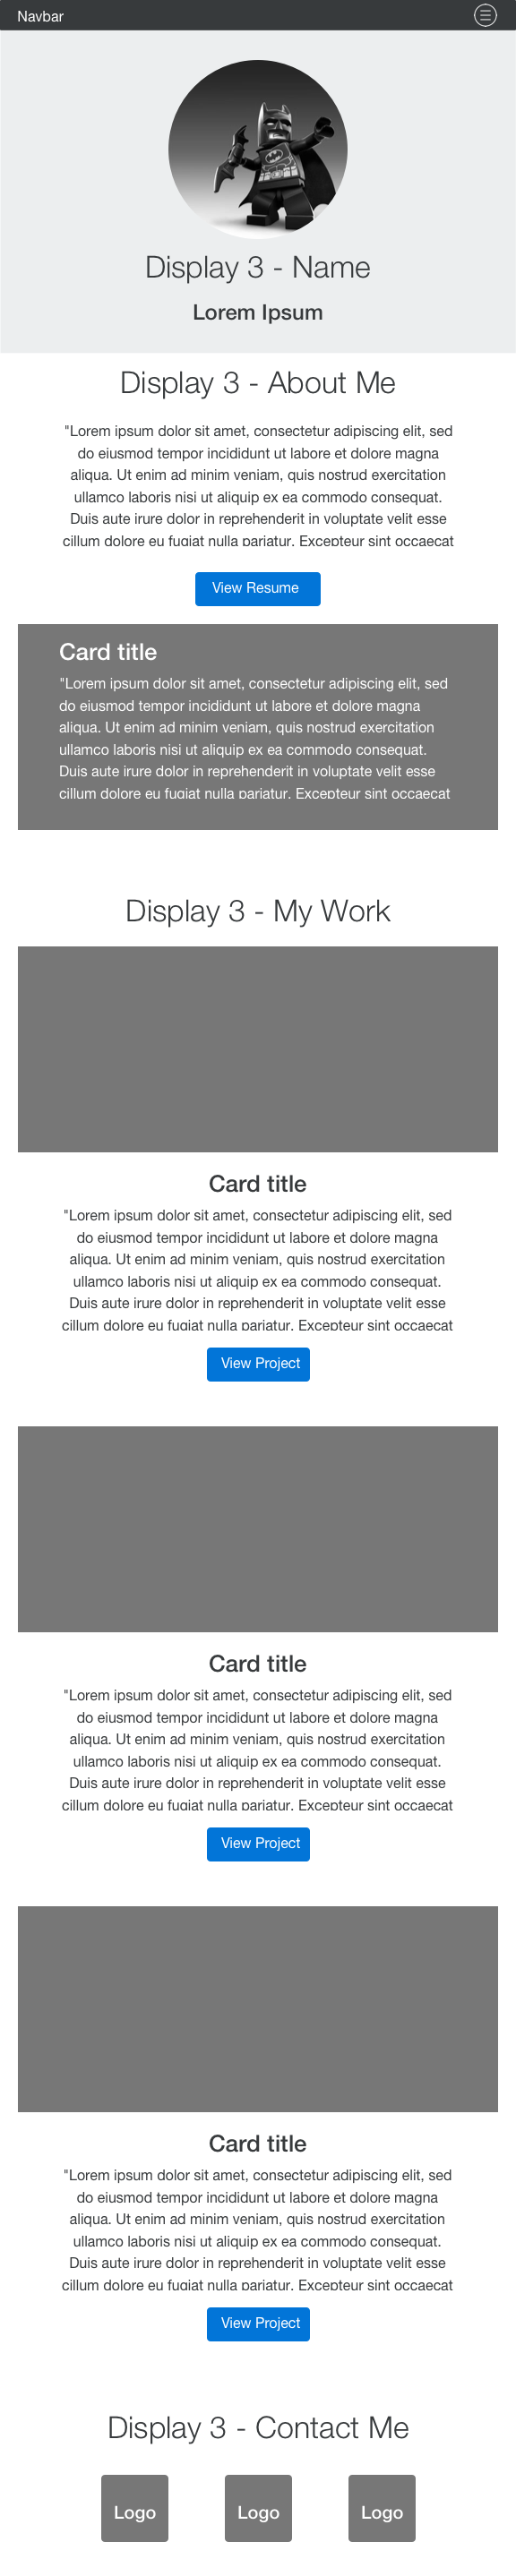 Navbar
Display 3 - Name
Lorem Ipsum
Display 3 - About Me
"Lorem ipsum dolor sit amet, consectetur adipiscing elit, sed
do eiusmod tempor incididunt ut labore et dolore magna
aliqua. Ut enim ad minim veniam, quis nostrud exercitation
ullamco laboris nisi ut aliquip ex ea commodo consequat.
Duis aute irure dolor in reprehenderit in voluptate velit esse
cillum dolore eu fugiat nulla pariatur. Excepteur sint occaecat
View Resume
Card title
"Lorem ipsum dolor sit amet, consectetur adipiscing elit, sed
do eiusmod tempor incididunt ut labore et dolore magna
aliqua. Ut enim ad minim veniam, quis nostrud exercitation
ullamco laboris nisi ut aliquip ex ea commodo consequat.
Duis aute irure dolor in reprehenderit in voluptate velit esse
cillum dolore eu fugiat nulla pariatur. Excepteur sint occaecat
Display 3 - My Work
Card title
"Lorem ipsum dolor sit amet, consectetur adipiscing elit, sed
do eiusmod tempor incididunt ut labore et dolore magna
aliqua. Ut enim ad minim veniam, quis nostrud exercitation
ullamco laboris nisi ut aliquip ex ea commodo consequat.
Duis aute irure dolor in reprehenderit in voluptate velit esse
cillum dolore eu fugiat nulla pariatur. Excepteur sint occaecat
View Project
Card title
"Lorem ipsum dolor sit amet, consectetur adipiscing elit, sed
do eiusmod tempor incididunt ut labore et dolore magna
aliqua. Ut enim ad minim veniam, quis nostrud exercitation
ullamco laboris nisi ut aliquip ex ea commodo consequat.
Duis aute irure dolor in reprehenderit in voluptate velit esse
cillum dolore eu fugiat nulla pariatur. Excepteur sint occaecat
View Project
Card title
"Lorem ipsum dolor sit amet, consectetur adipiscing elit, sed
do eiusmod tempor incididunt ut labore et dolore magna
aliqua. Ut enim ad minim veniam, quis nostrud exercitation
ullamco laboris nisi ut aliquip ex ea commodo consequat.
Duis aute irure dolor in reprehenderit in voluptate velit esse
cillum dolore eu fugiat nulla pariatur. Excepteur sint occaecat
View Project
Display 3 - Contact Me
Logo Logo Logo